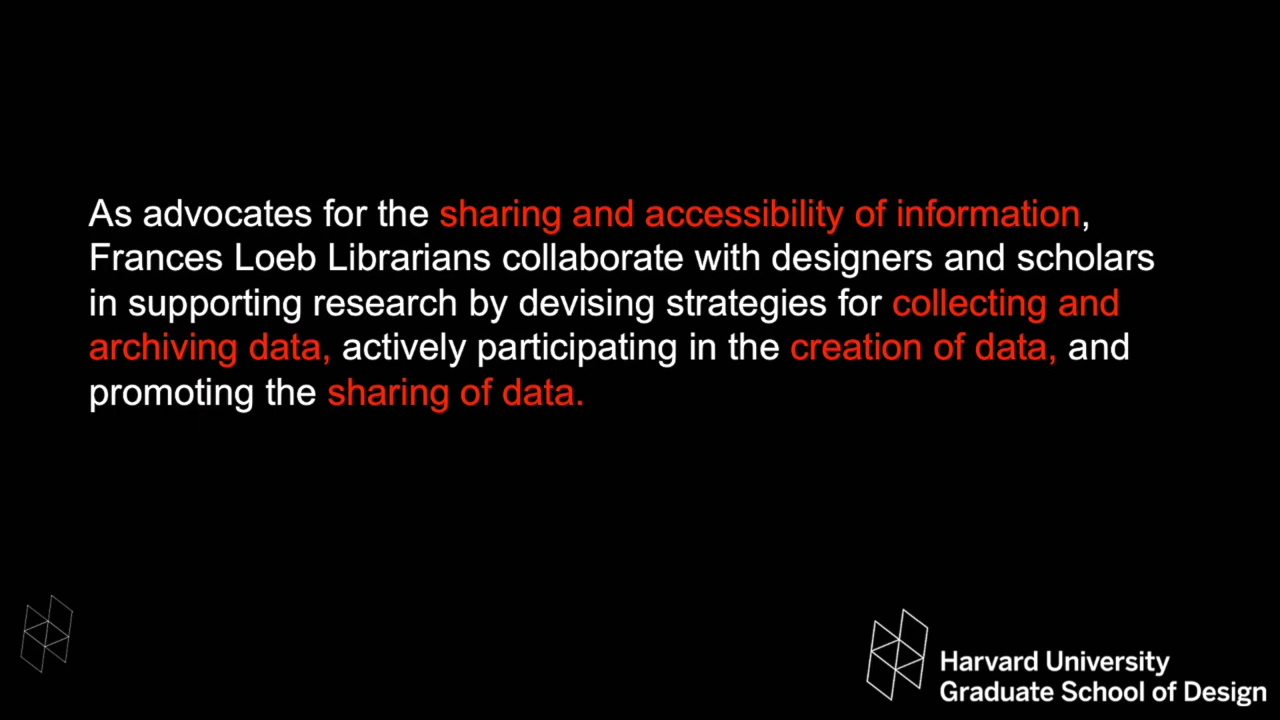 As advocates for the sharing and accessibility of information,
Frances Loeb Librarians collaborate with designers and scholars
in supporting research by devising strategies for collecting and
archiving data, actively participating in the creation of data, and
promoting the sharing of data.
Harvard University
Graduate School of Design